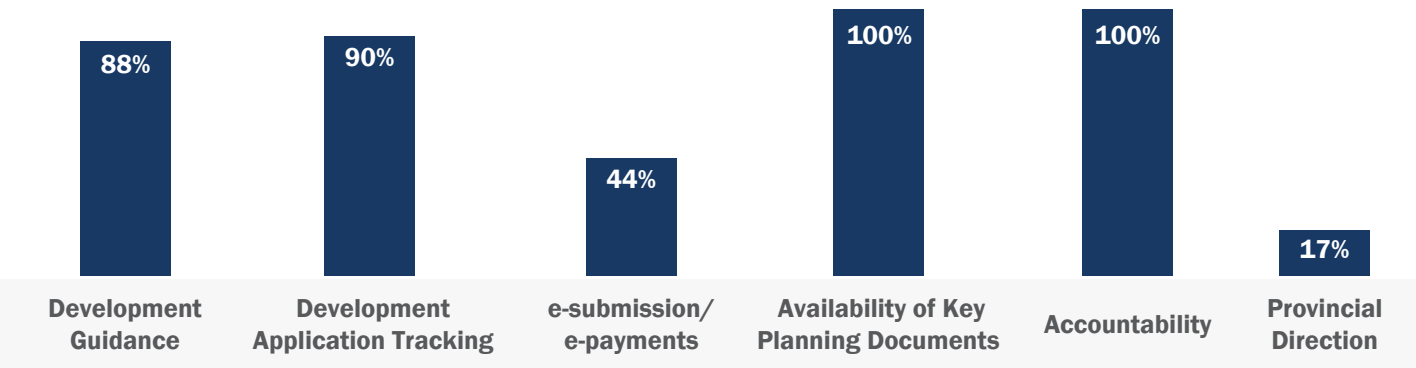 88%
90%
44%
100%
100%
17%
Development
Guidance
Development
Application Tracking
e-submission/
e-payments
Availability of Key
Planning Documents
Accountability
Provincial
Direction